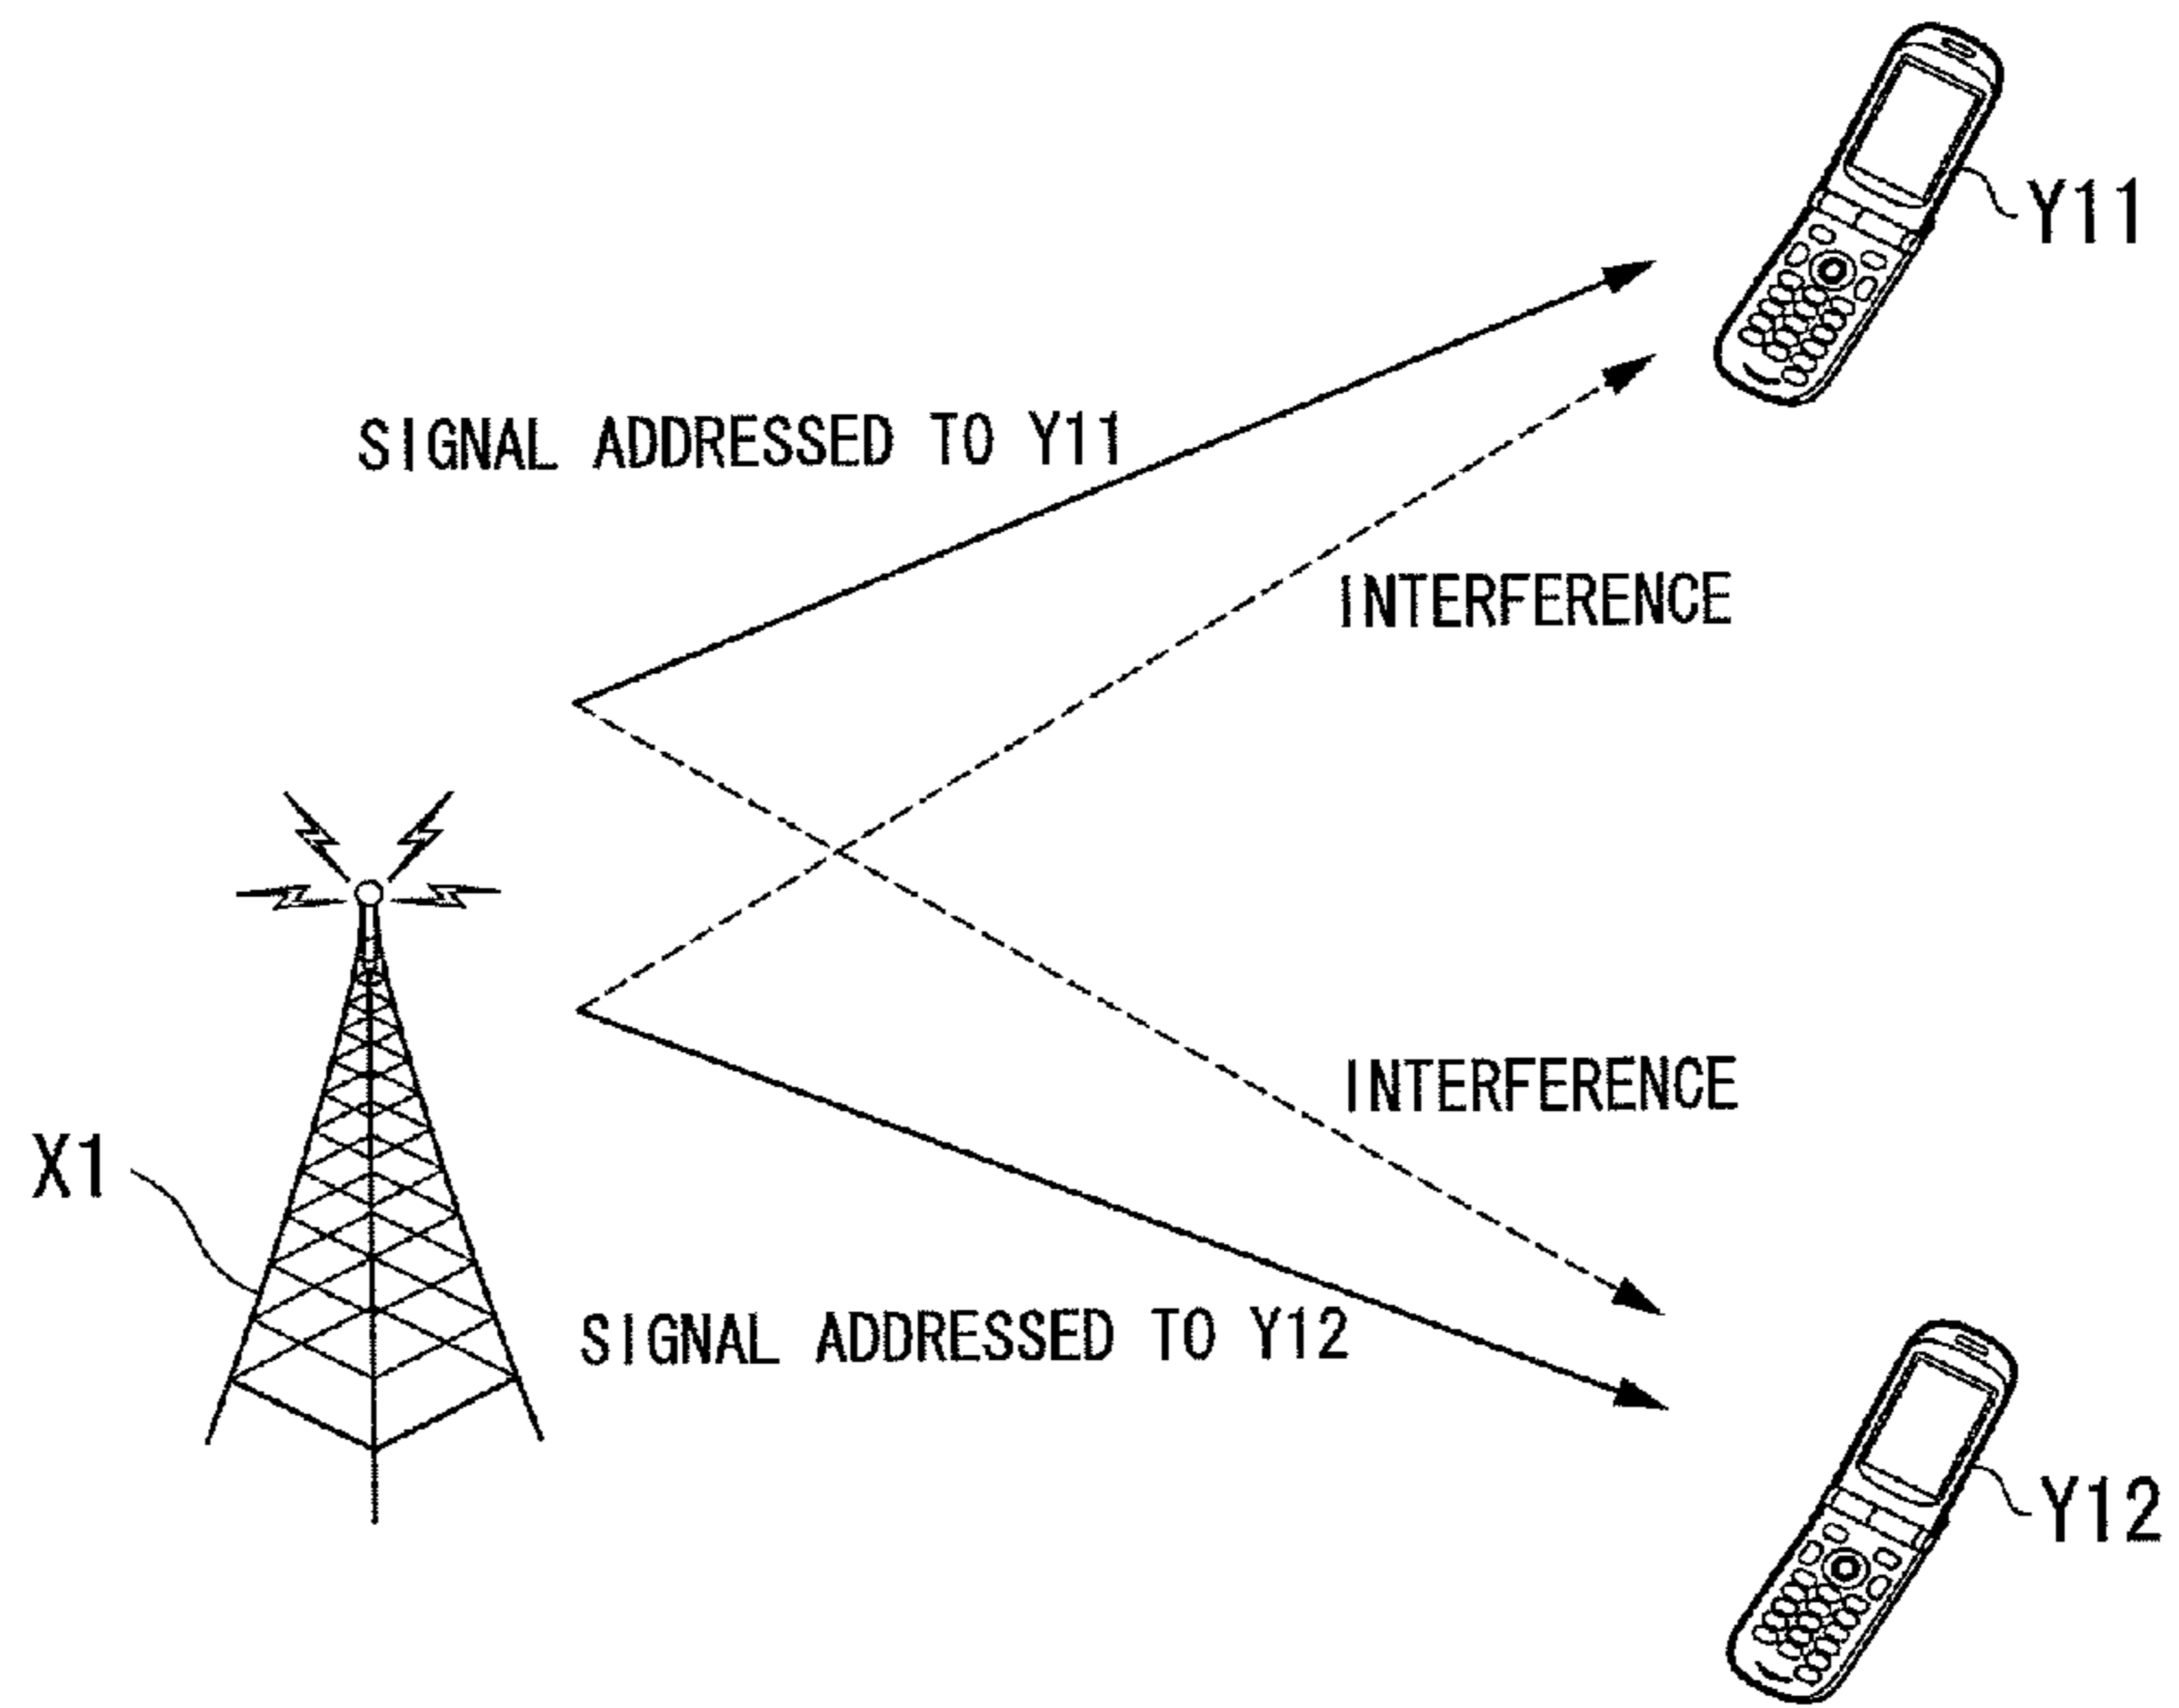 Y11
SIGNAL ADDRESSED TO Y11
INTERFERENCE
INTERFERENCE
X1
SIGNAL ADDRESSED TO Y12
Y12